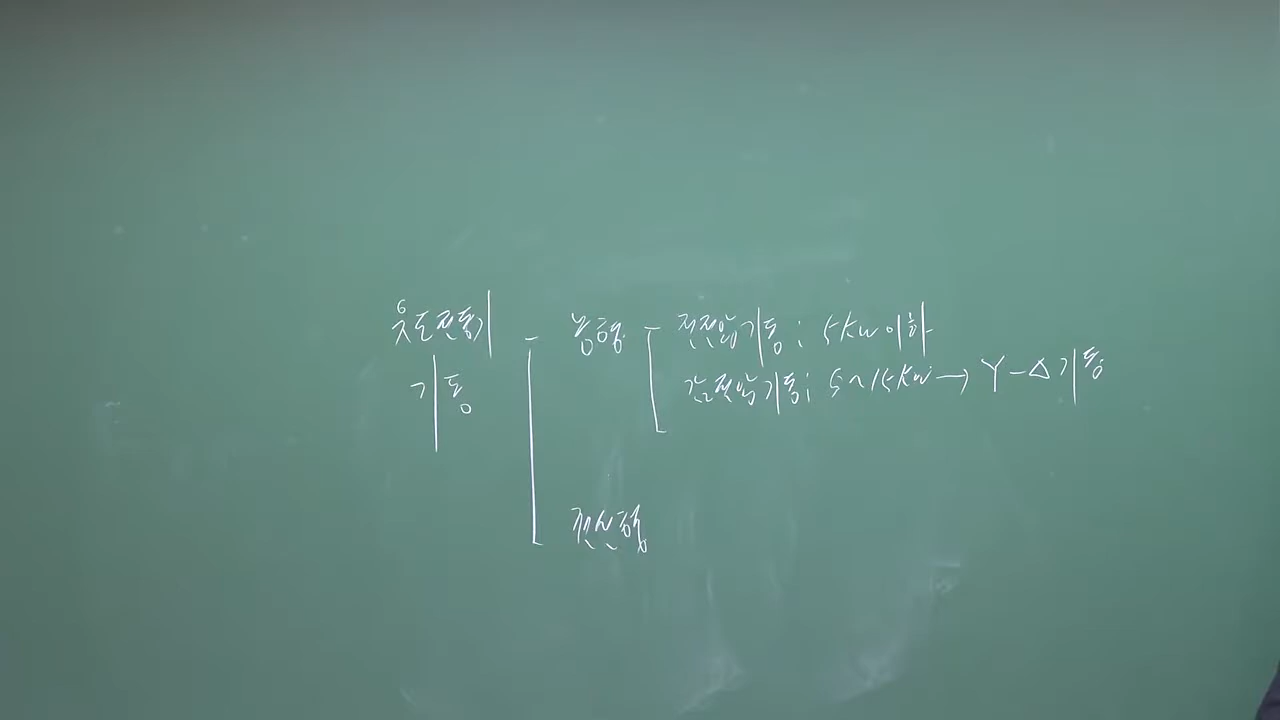 유도전동기 - 농형 - 전전압기동 ; 5kw 이하
기동 감전압기동 ; 5~15kw → Y-Δ 기동
권선형